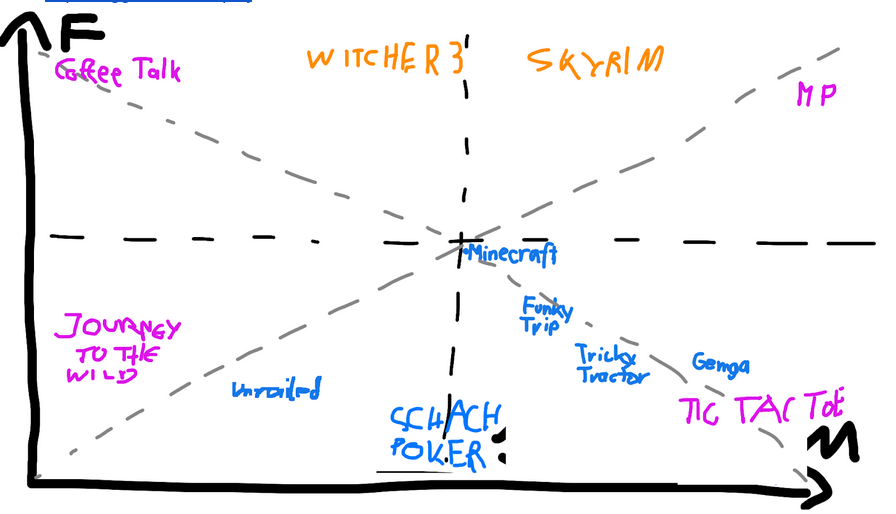 F
Coffee Talk
WITCHER 3
SKYRIM
MP
Minecraft
Funky
Trip
JOURNEY
TO THE
WILD
Tricky
Tractor
Gemga
unrailed
SCHACH
POKER
TIC TAC Toe
M